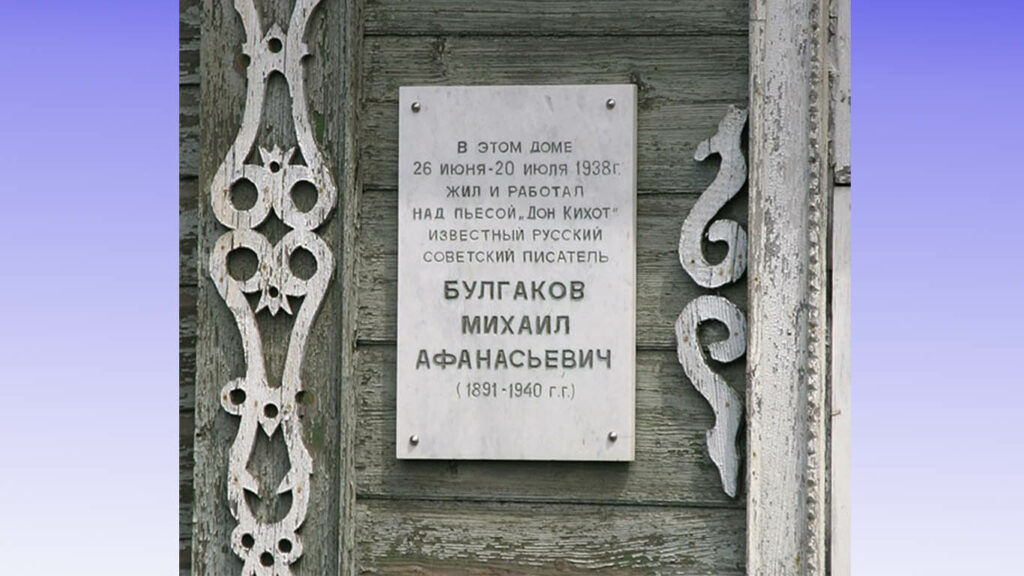 В ЭТОМ ДОМЕ
26 ИЮНЯ-20 ИЮЛЯ 1938г.
ЖИЛ И РАБОТАЛ
НАД ПЬЕСОЙ „ДОН КИХОТ"
ИЗВЕСТНЫЙ РУССКИЙ
СОВЕТСКИЙ ПИСАТЕЛЬ
БУЛГАКОВ
МИХАИЛ
АФАНАСЬЕВИЧ
(1891-1940 г.г.)